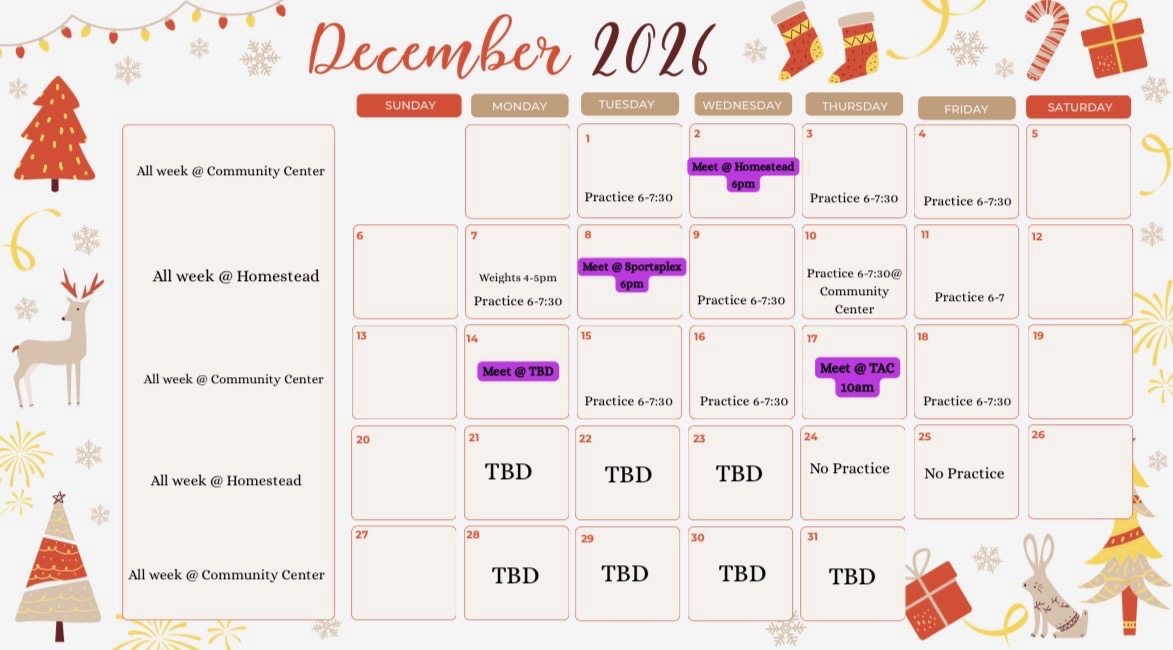 December 2026
SUNDAY
MONDAY
TUESDAY
WEDNESDAY
THURSDAY
FRIDAY
SATURDAY
All week @ Community Center
1
Practice 6-7:30
2
Meet @ Homestead
6pm
3
Practice 6-7:30
4
Practice 6-7:30
5
All week @ Homestead
6
7
Weights 4-5pm
Practice 6-7:30
8
Meet @ Sportsplex
6pm
9
Practice 6-7:30
10
Practice 6-7:30@
Community
Center
11
Practice 6-7
12
All week @ Community Center
13
14
Meet @ TBD
15
Practice 6-7:30
16
Practice 6-7:30
17
Meet @ TAC
10am
18
Practice 6-7:30
19
All week @ Homestead
20
21
TBD
22
TBD
23
TBD
24
No Practice
25
No Practice
26
All week @ Community Center
27
28
TBD
29
TBD
30
TBD
31
TBD